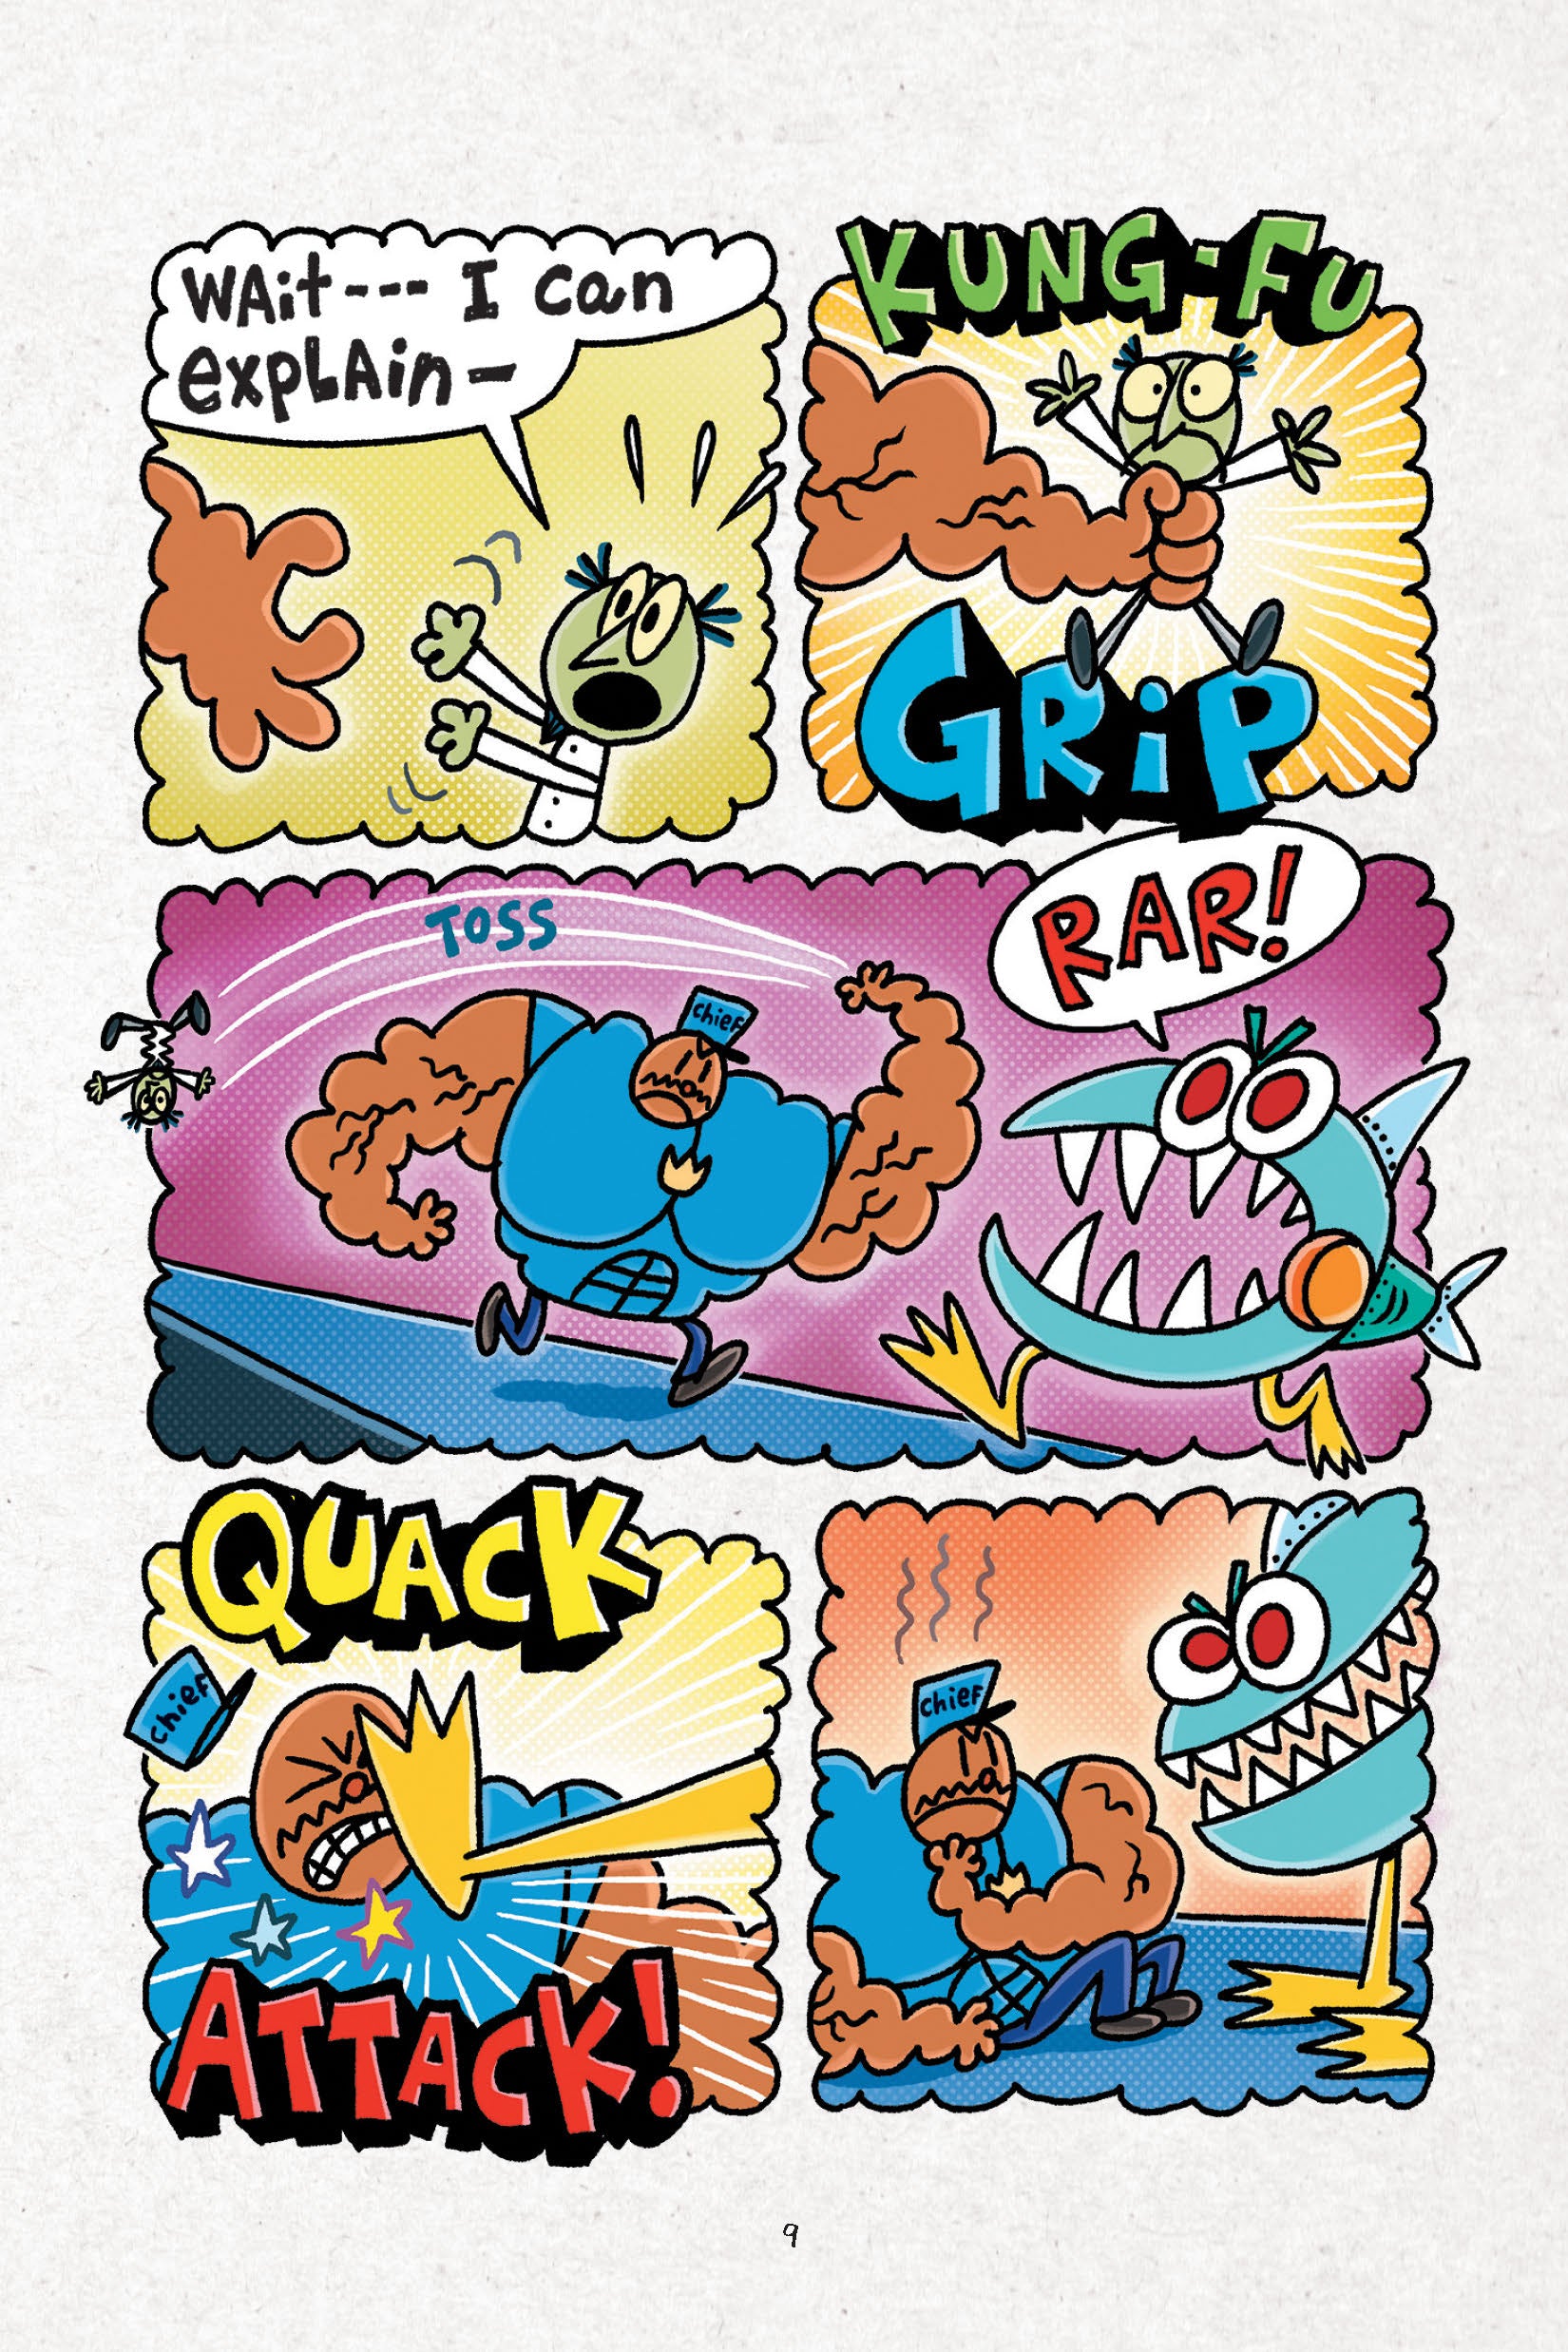 WAit--- I can
explAin-
KUNG-FU
GRiP
TOSS
chief
RAR!
QUACK
chief
ATTACK!
chief
9